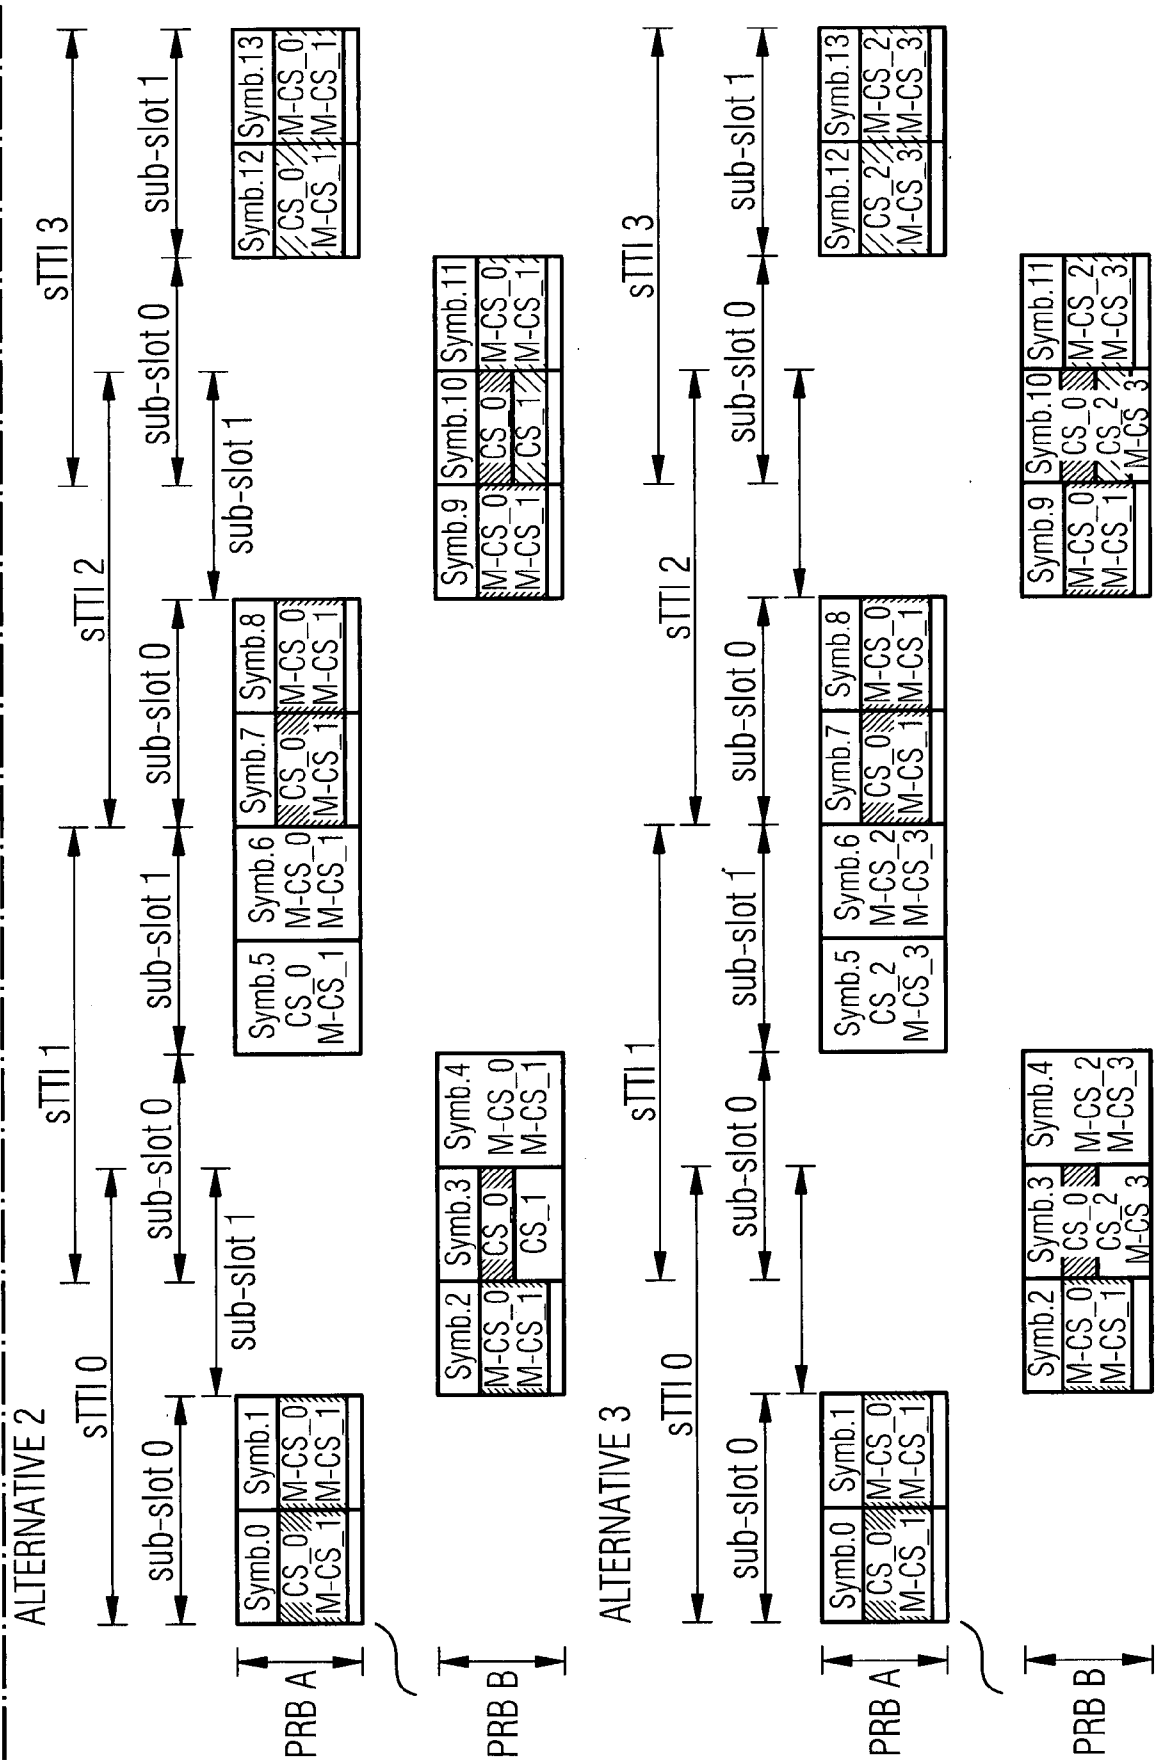 ALTERNATIVE 2
sTTI 0
sTTI 1
sTTI 2
sTTI 3
sub-slot 0
sub-slot 1
sub-slot 0
sub-slot 1
sub-slot 0
sub-slot 1
sub-slot 0
sub-slot 1
PRB A
Symb.0
CS_0
M-CS_1
Symb.1
M-CS_0
M-CS_1
Symb.5
CS_0
M-CS_1
Symb.6
M-CS_0
M-CS_1
Symb.7
CS_0
M-CS_1
Symb.8
M-CS_0
M-CS_1
Symb.12
CS_0
M-CS_1
Symb.13
M-CS_0
M-CS_1
PRB B
Symb.2
M-CS_0
M-CS_1
Symb.3
CS_0
CS_1
Symb.4
M-CS_0
M-CS_1
Symb.9
M-CS_0
M-CS_1
Symb.10
CS_0
CS_1
Symb.11
M-CS_0
M-CS_1
ALTERNATIVE 3
sTTI 0
sTTI 1
sTTI 2
sTTI 3
sub-slot 0
sub-slot 0
sub-slot 1
sub-slot 0
sub-slot 0
sub-slot 1
PRB A
Symb.0
CS_0
M-CS_1
Symb.1
M-CS_0
M-CS_1
Symb.5
CS_2
M-CS_3
Symb.6
M-CS_2
M-CS_3
Symb.7
CS_0
M-CS_1
Symb.8
M-CS_0
M-CS_1
Symb.12
CS_2
M-CS_3
Symb.13
M-CS_2
M-CS_3
PRB B
Symb.2
M-CS_0
M-CS_1
Symb.3
CS_0
CS_2
M-CS_3
Symb.4
M-CS_2
M-CS_3
Symb.9
M-CS_0
M-CS_1
Symb.10
CS_0
CS_2
M-CS_3
Symb.11
M-CS_2
M-CS_3